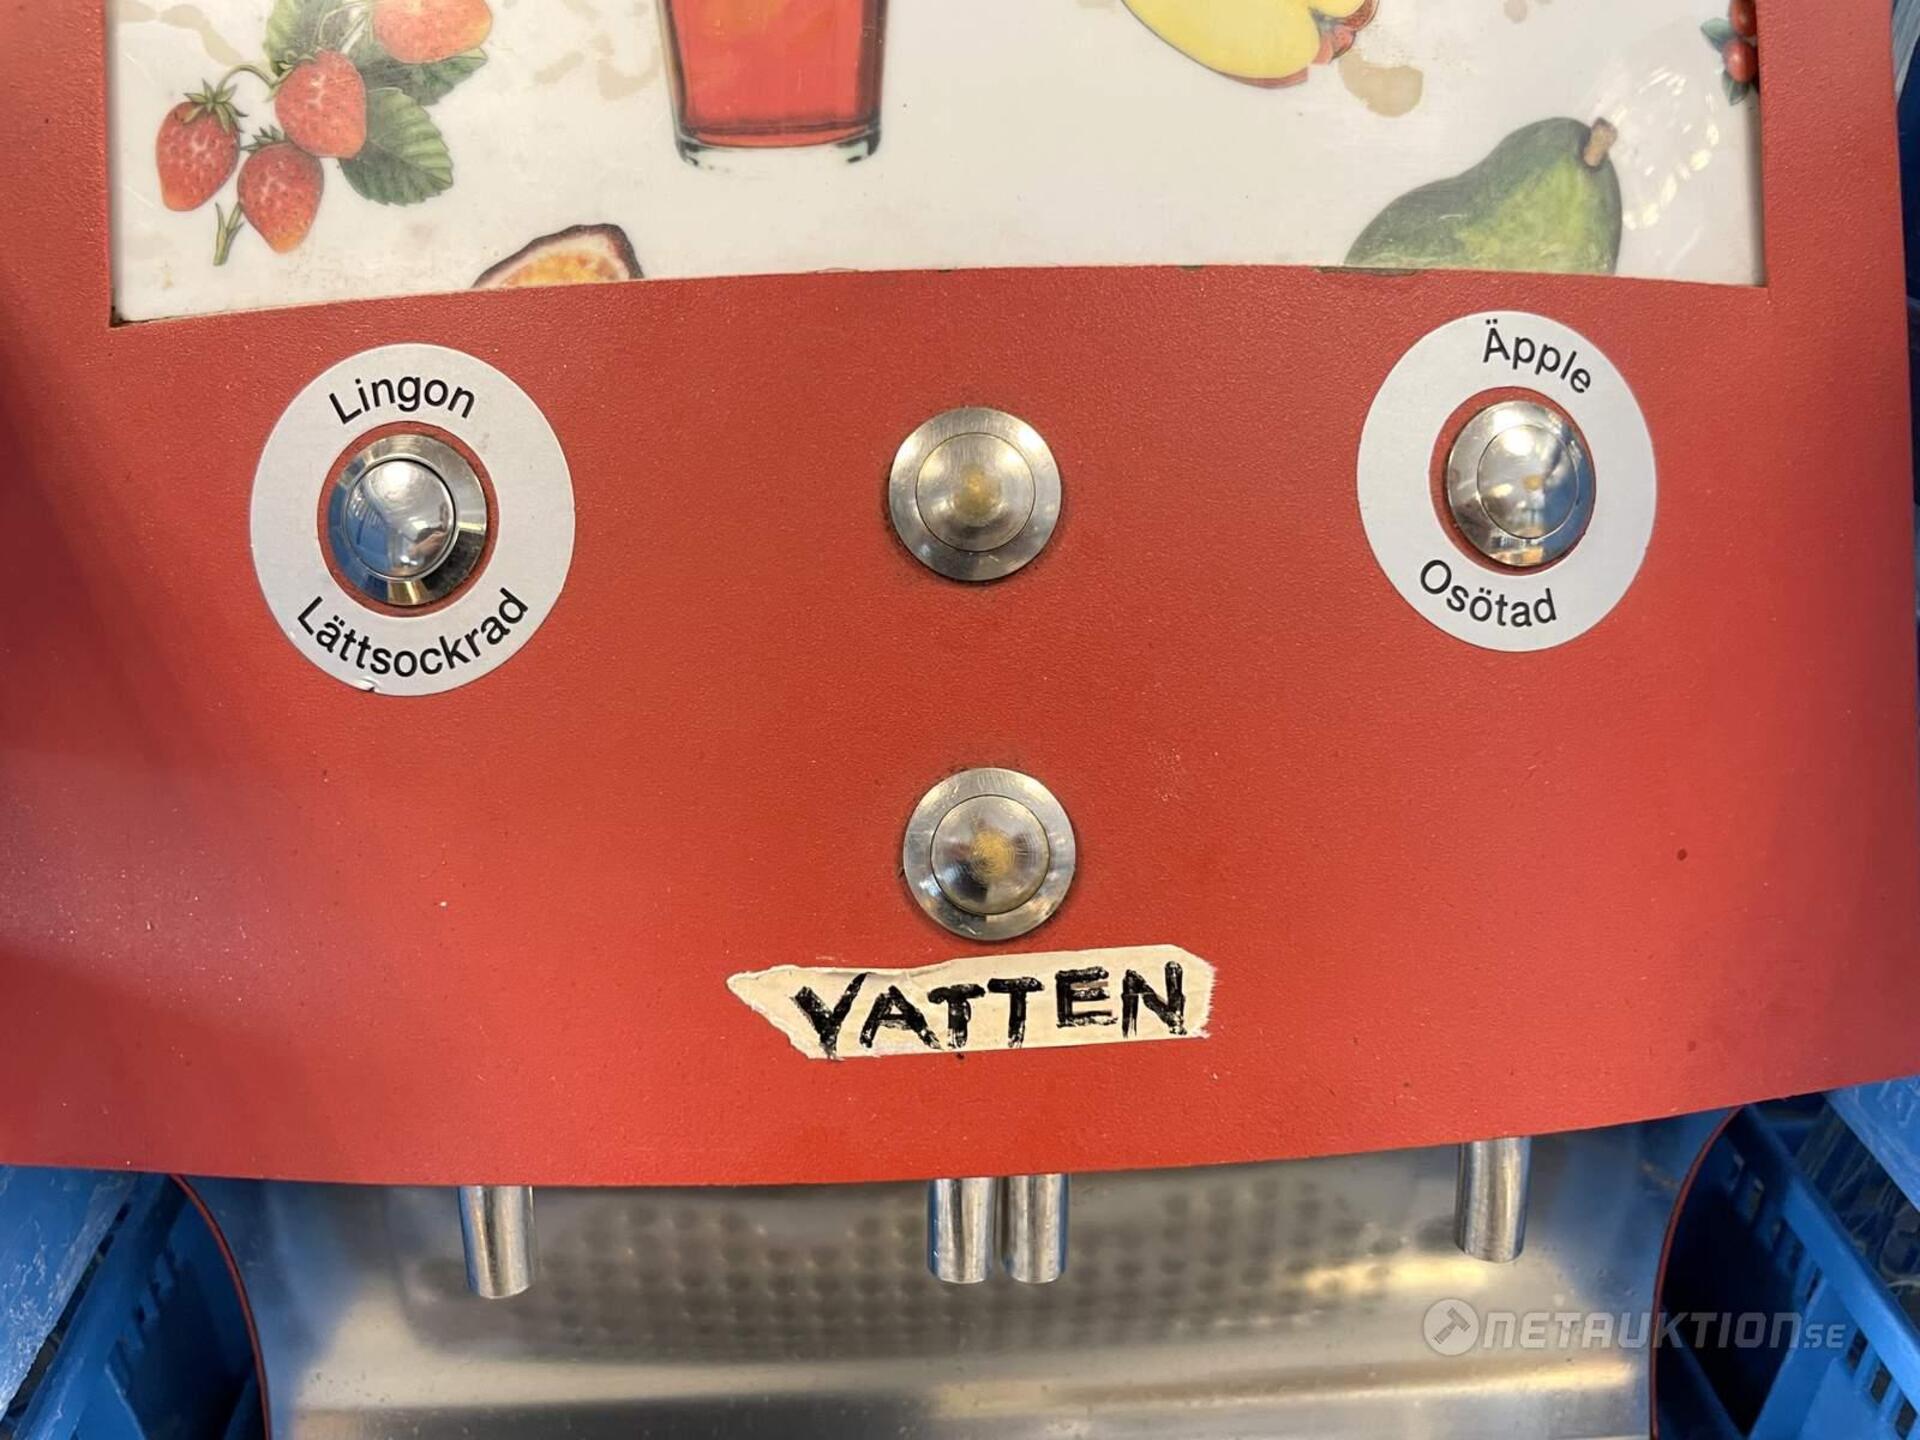 Lingon
Lättsockrad
Äpple
Osötad
VATTEN
NETAUKTION.SE